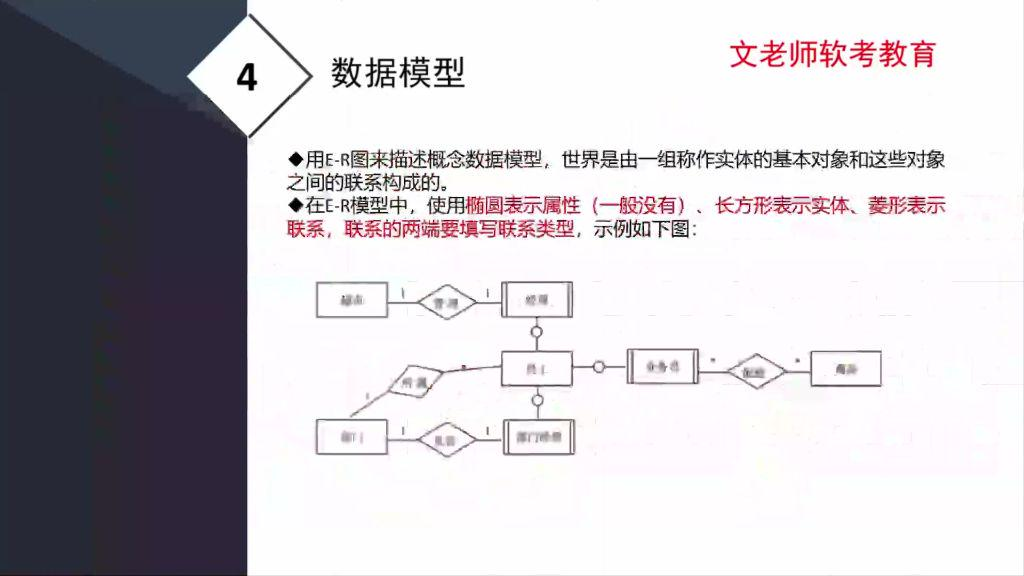 4
数据模型
文老师软考教育
◆用E-R图来描述概念数据模型，世界是由一组称作实体的基本对象和这些对象
之间的联系构成的。
◆在E-R模型中，使用椭圆表示属性（一般没有）、长方形表示实体、菱形表示
联系，联系的两端要填写联系类型，示例如下图：
1
管理
1
经理
员工
业务员
*
*
所属
*
1
部门
1
1
部门经理